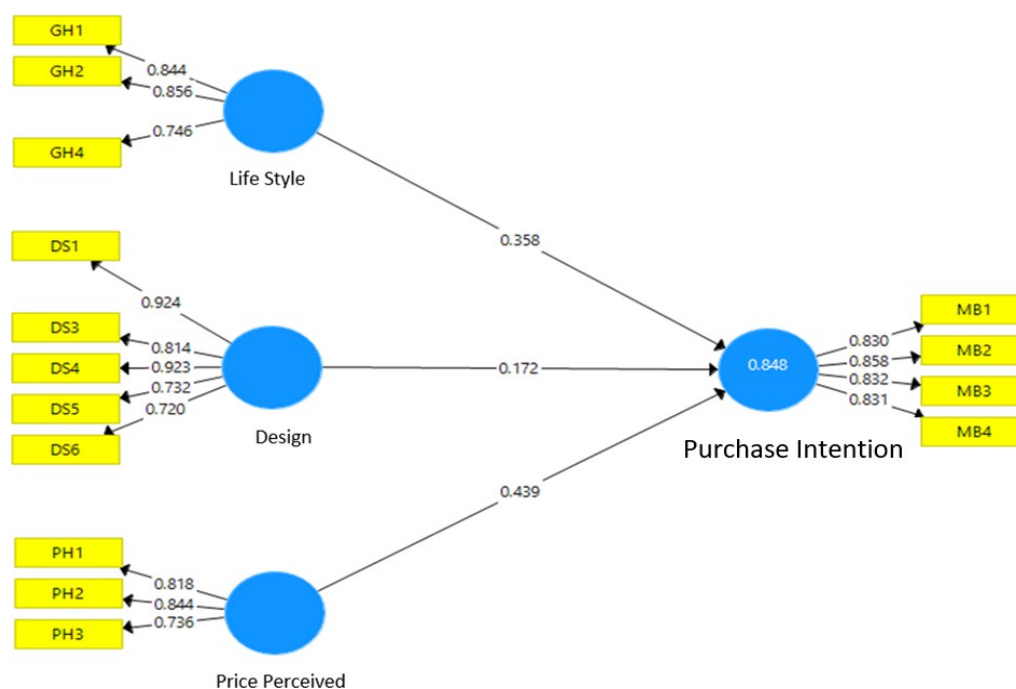 GH1
0.844
GH2
0.856
0.746
GH4
Life Style
0.358
DS1
0.924
DS3
0.814
DS4
0.923
0.732
DS5
0.720
DS6
Design
0.172
0.848
Purchase Intention
0.830
MB1
0.858
MB2
0.832
MB3
0.831
MB4
0.439
PH1
0.818
PH2
0.844
0.736
PH3
Price Perceived